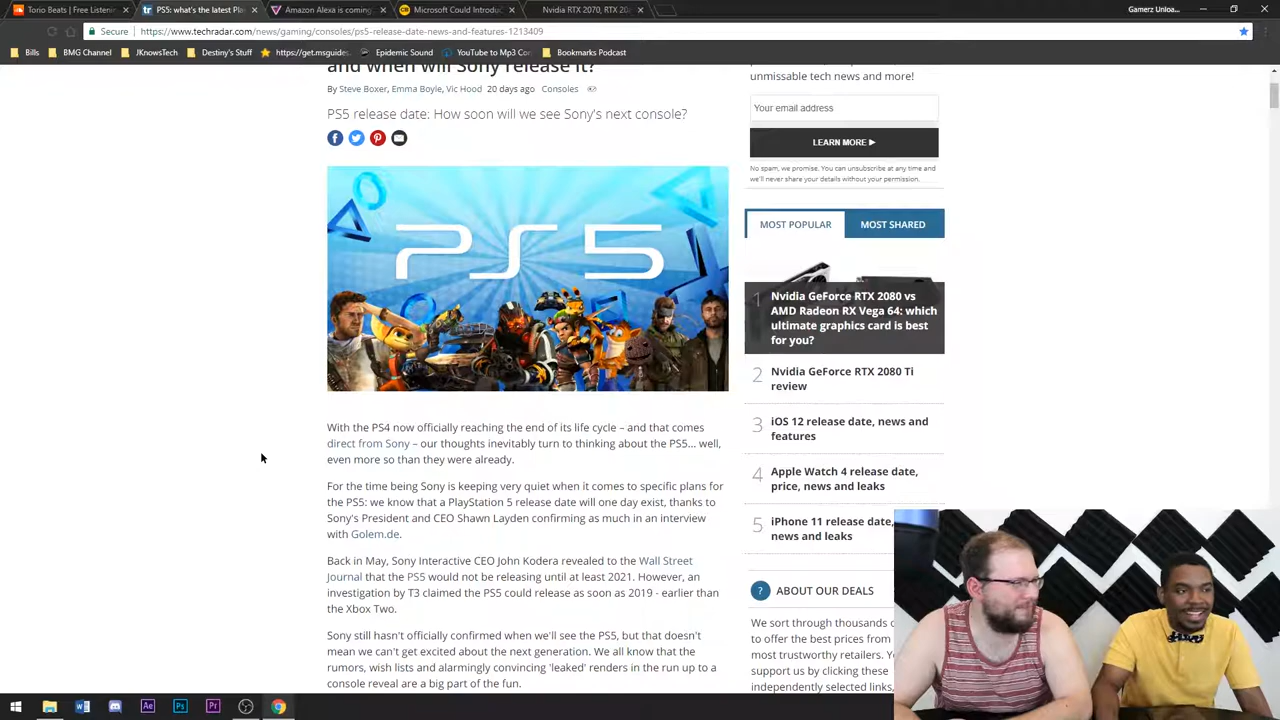 Torio Beats | Free Listeni
PS5: what's the latest Play
Amazon Alexa is coming
Microsoft Could Introduc
Nvidia RTX 2070, RTX 20
Gamerz Unloa...
Secure
https://www.techradar.com/news/gaming/consoles/ps5-release-date-news-and-features-1213409
Bills
BMG Channel
JKnowsTech
Destiny's Stuff
https://get.msguides
Epidemic Sound
YouTube to Mp3 Con
Bookmarks Podcast
and when will Sony release it?
By Steve Boxer, Emma Boyle, Vic Hood 20 days ago Consoles
PS5 release date: How soon will we see Sony's next console?
PS5
With the PS4 now officially reaching the end of its life cycle – and that comes
direct from Sony – our thoughts inevitably turn to thinking about the PS5... well,
even more so than they were already.
For the time being Sony is keeping very quiet when it comes to specific plans for
the PS5: we know that a PlayStation 5 release date will one day exist, thanks to
Sony's President and CEO Shawn Layden confirming as much in an interview
with Golem.de.
Back in May, Sony Interactive CEO John Kodera revealed to the Wall Street
Journal that the PS5 would not be releasing until at least 2021. However, an
investigation by T3 claimed the PS5 could release as soon as 2019 - earlier than
the Xbox Two.
Sony still hasn't officially confirmed when we'll see the PS5, but that doesn't
mean we can't get excited about the next generation. We all know that the
rumors, wish lists and alarmingly convincing 'leaked' renders in the run up to a
console reveal are a big part of the fun.
unmissable tech news and more!
Your email address
LEARN MORE ►
No spam, we promise. You can unsubscribe at any time and
we'll never share your details without your permission.
MOST POPULAR
MOST SHARED
1
Nvidia GeForce RTX 2080 vs
AMD Radeon RX Vega 64: which
ultimate graphics card is best
for you?
2
Nvidia GeForce RTX 2080 Ti
review
3
iOS 12 release date, news and
features
4
Apple Watch 4 release date,
price, news and leaks
5
iPhone 11 release date,
news and leaks
? ABOUT OUR DEALS
We sort through thousands o
to offer the best prices from
most trustworthy retailers. Y
support us by clicking these
independently selected links,
W
Ae
Ps
Pr